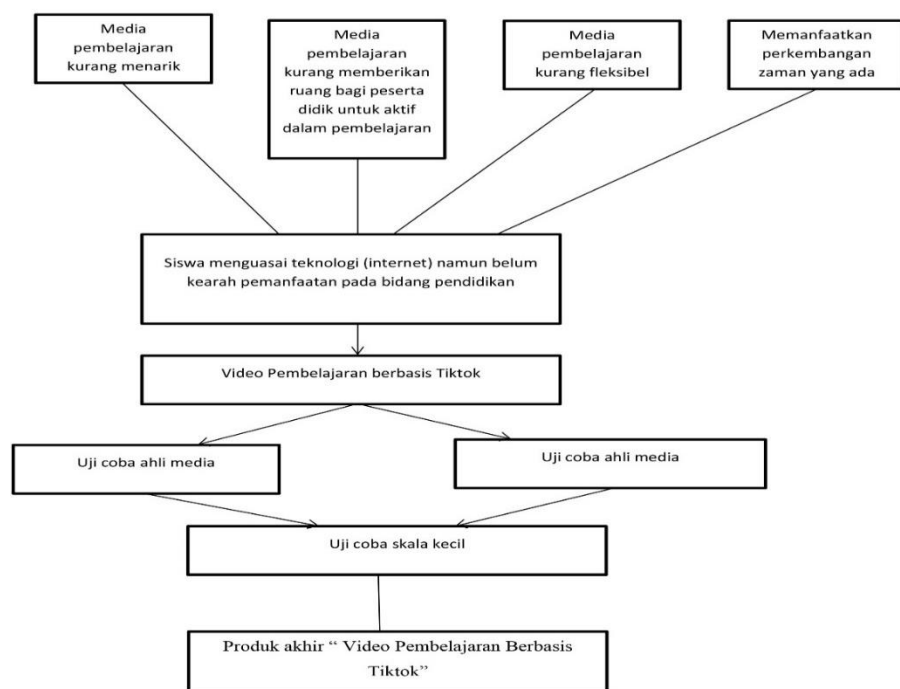 Media
pembelajaran
kurang menarik
Media
pembelajaran
kurang memberikan
ruang bagi peserta
didik untuk aktif
dalam pembelajaran
Media
pembelajaran
kurang fleksibel
Memanfaatkan
perkembangan
zaman yang ada
Siswa menguasai teknologi (internet) namun belum
kearah pemanfaatan pada bidang pendidikan
Video Pembelajaran berbasis Tiktok
Uji coba ahli media
Uji coba ahli media
Uji coba skala kecil
Produk akhir “ Video Pembelajaran Berbasis
Tiktok”